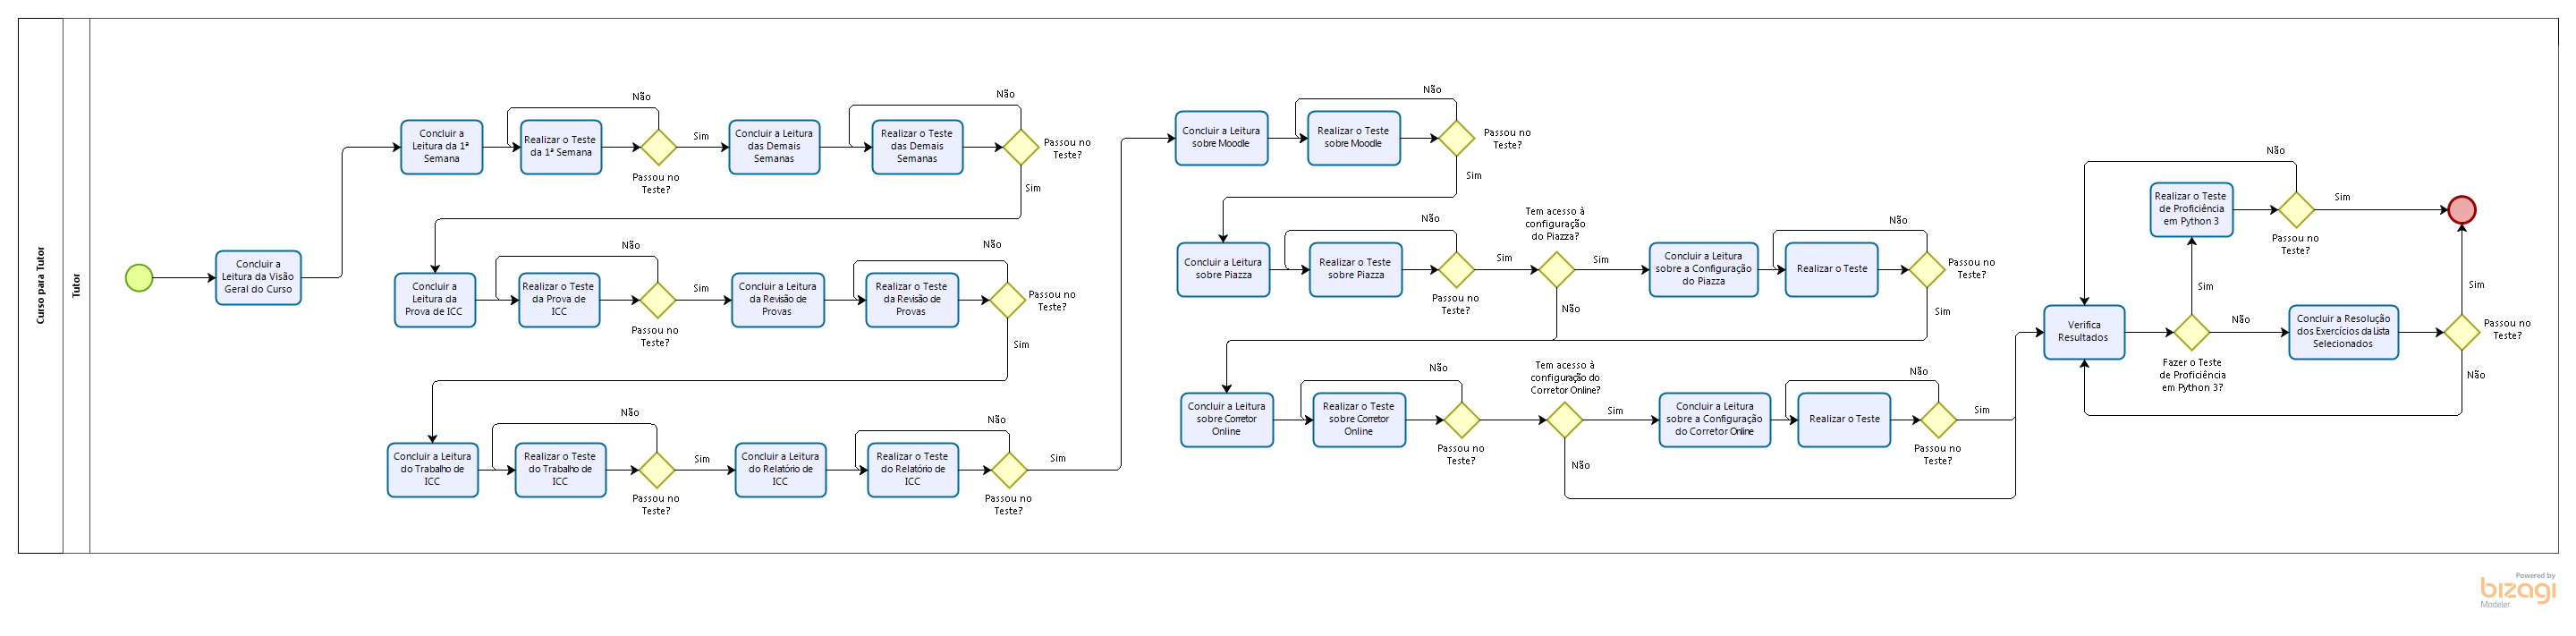 Curso para Tutor
Tutor
Concluir a
Leitura da Visão
Geral do Curso
Concluir a
Leitura da 1ª
Semana
Realizar o Teste
da 1ª Semana
Não
Passou no
Teste?
Sim
Concluir a Leitura
das Demais
Semanas
Realizar o Teste
das Demais
Semanas
Não
Passou no
Teste?
Sim
Concluir a
Leitura da
Prova de ICC
Realizar o Teste
da Prova de
ICC
Não
Passou no
Teste?
Sim
Concluir a Leitura
da Revisão de
Provas
Realizar o Teste
da Revisão de
Provas
Não
Passou no
Teste?
Sim
Concluir a Leitura
do Trabalho de
ICC
Realizar o Teste
do Trabalho de
ICC
Não
Passou no
Teste?
Sim
Concluir a Leitura
do Relatório de
ICC
Realizar o Teste
do Relatório de
ICC
Não
Passou no
Teste?
Sim
Concluir a Leitura
sobre Moodle
Realizar o Teste
sobre Moodle
Não
Passou no
Teste?
Sim
Concluir a Leitura
sobre Piazza
Realizar o Teste
sobre Piazza
Não
Passou no
Teste?
Sim
Tem acesso à
configuração
do Piazza?
Não
Sim
Concluir a Leitura
sobre a Configuração
do Piazza
Realizar o Teste
Não
Passou no
Teste?
Sim
Concluir a Leitura
sobre Corretor
Online
Realizar o Teste
sobre Corretor
Online
Não
Passou no
Teste?
Tem acesso à
configuração do
Corretor Online?
Não
Sim
Concluir a Leitura
sobre a Configuração
do Corretor Online
Realizar o Teste
Não
Passou no
Teste?
Sim
Verifica
Resultados
Fazer o Teste
de Proficiência
em Python 3?
Sim
Realizar o Teste
de Proficiência
em Python 3
Não
Passou no
Teste?
Sim
Não
Concluir a Resolução
dos Exercícios da Lista
Selecionados
Passou no
Teste?
Sim
Não
Powered by
bizagi
Modeler